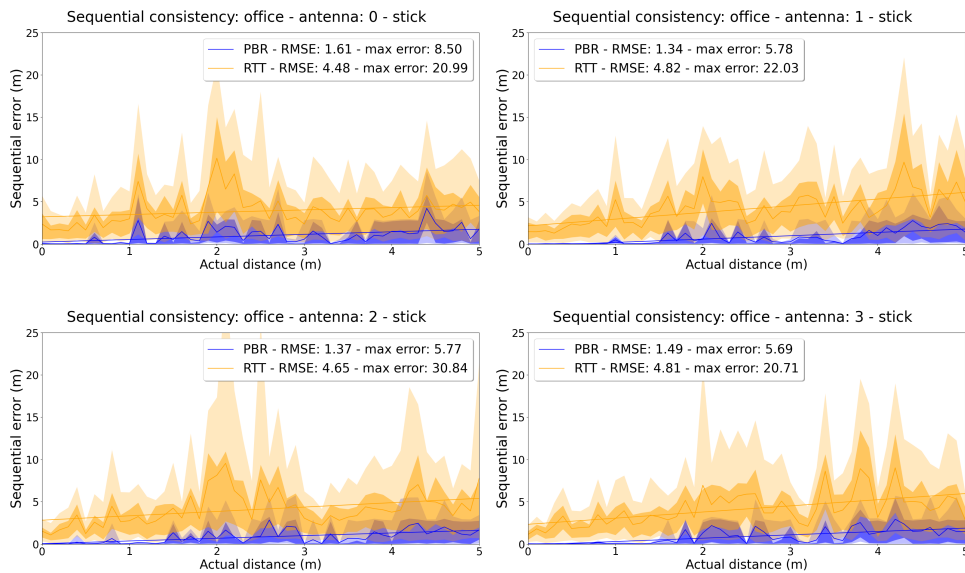 Sequential consistency: office - antenna: 0 - stick
25
20
15
10
5
0
Sequential error (m)
PBR - RMSE: 1.61 - max error: 8.50
RTT - RMSE: 4.48 - max error: 20.99
0 1 2 3 4 5
Actual distance (m)
Sequential consistency: office - antenna: 1 - stick
25
20
15
10
5
0
Sequential error (m)
PBR - RMSE: 1.34 - max error: 5.78
RTT - RMSE: 4.82 - max error: 22.03
0 1 2 3 4 5
Actual distance (m)
Sequential consistency: office - antenna: 2 - stick
25
20
15
10
5
0
Sequential error (m)
PBR - RMSE: 1.37 - max error: 5.77
RTT - RMSE: 4.65 - max error: 30.84
0 1 2 3 4 5
Actual distance (m)
Sequential consistency: office - antenna: 3 - stick
25
20
15
10
5
0
Sequential error (m)
PBR - RMSE: 1.49 - max error: 5.69
RTT - RMSE: 4.81 - max error: 20.71
0 1 2 3 4 5
Actual distance (m)